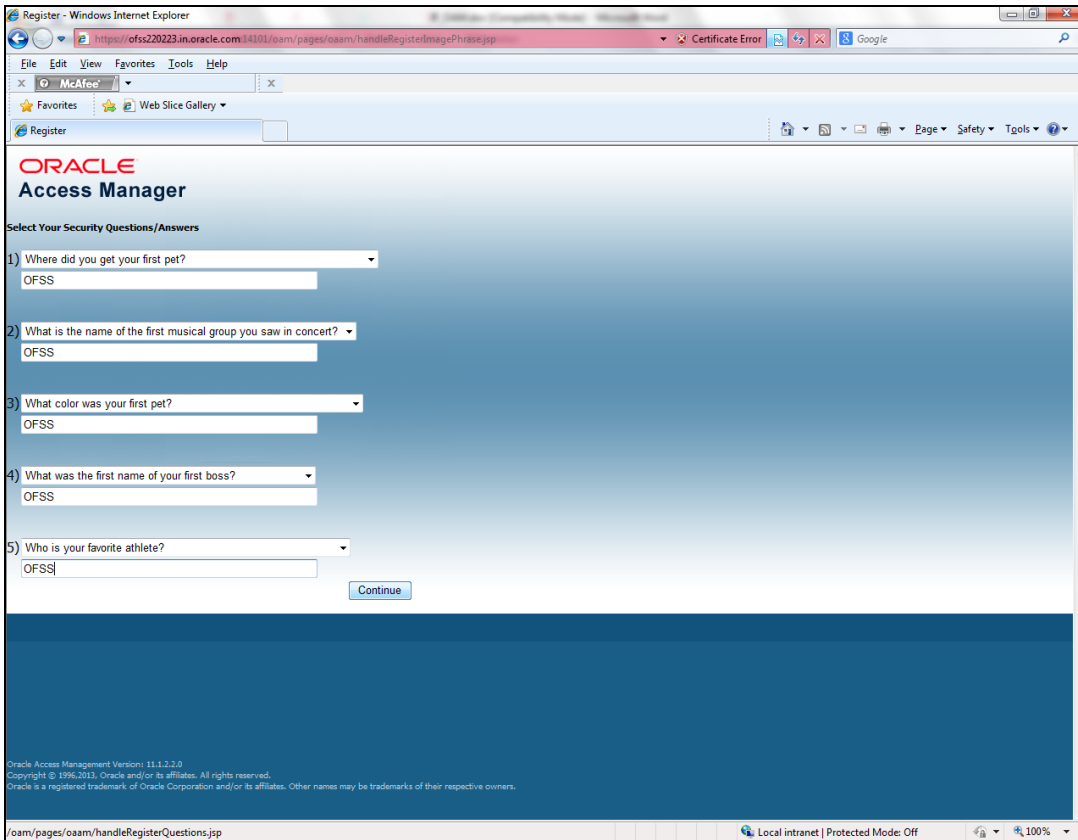 Register - Windows Internet Explorer
https://ofss220223.in.oracle.com:14101/oam/pages/oaam/handleRegisterImagePhrase.jsp Certificate Error Google
File Edit View Favorites Tools Help
x McAfee x
Favorites Web Slice Gallery
Register Page Safety Tools
ORACLE
Access Manager
Select Your Security Questions/Answers
1) Where did you get your first pet?
OFSS
2) What is the name of the first musical group you saw in concert?
OFSS
3) What color was your first pet?
OFSS
4) What was the first name of your first boss?
OFSS
5) Who is your favorite athlete?
OFSS
Continue
Oracle Access Management Version: 11.1.2.2.0
Copyright © 1996,2013, Oracle and/or its affiliates. All rights reserved.
Oracle is a registered trademark of Oracle Corporation and/or its affiliates. Other names may be trademarks of their respective owners.
/oam/pages/oaam/handleRegisterQuestions.jsp Local intranet | Protected Mode: Off 100%